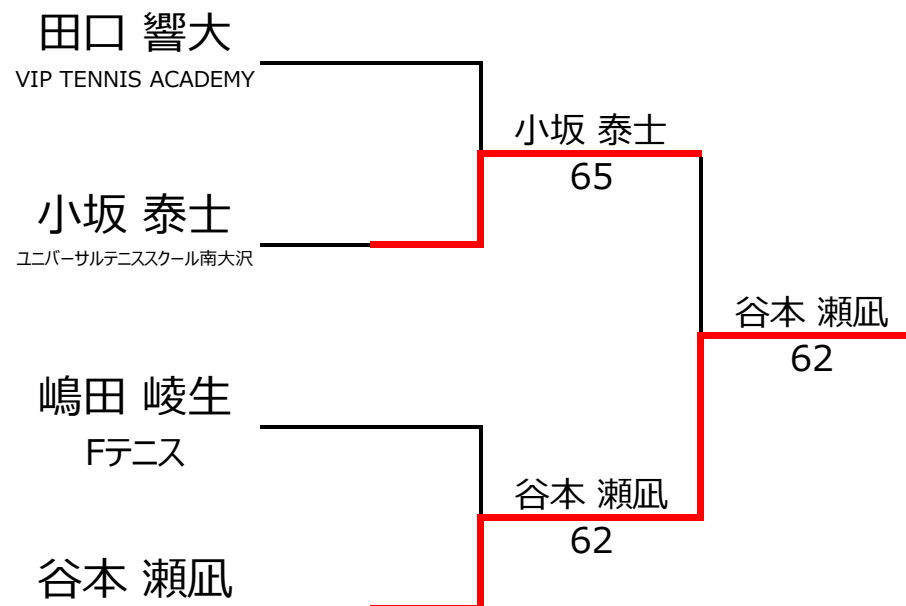 田口 響大
VIP TENNIS ACADEMY
小坂 泰士
65
小坂 泰士
ユニバーサルテニススクール南大沢
谷本 瀬凪
62
嶋田 崚生
Fテニス
谷本 瀬凪
62
谷本 瀬凪